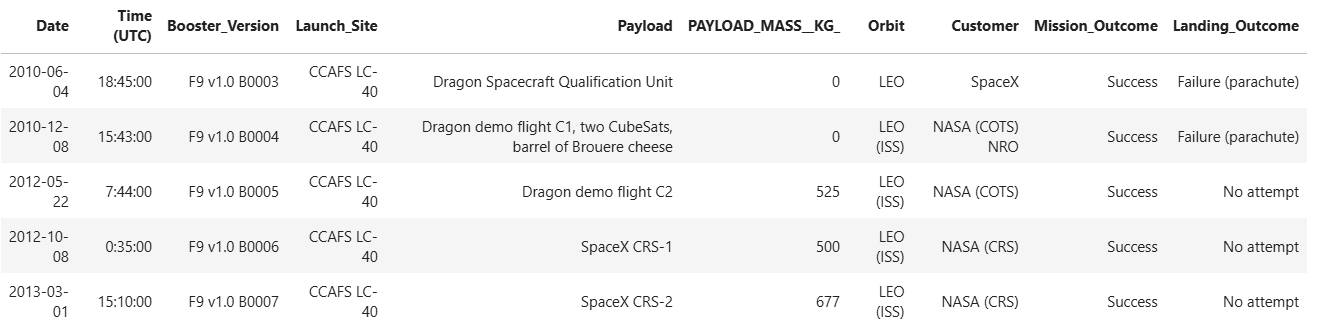 Date Time (UTC) Booster_Version Launch_Site Payload PAYLOAD_MASS__KG_ Orbit Customer Mission_Outcome Landing_Outcome
2010-06-04 18:45:00 F9 v1.0 B0003 CCAFS LC-40 Dragon Spacecraft Qualification Unit 0 LEO SpaceX Success Failure (parachute)
2010-12-08 15:43:00 F9 v1.0 B0004 CCAFS LC-40 Dragon demo flight C1, two CubeSats, barrel of Brouere cheese 0 LEO (ISS) NASA (COTS) NRO Success Failure (parachute)
2012-05-22 7:44:00 F9 v1.0 B0005 CCAFS LC-40 Dragon demo flight C2 525 LEO (ISS) NASA (COTS) Success No attempt
2012-10-08 0:35:00 F9 v1.0 B0006 CCAFS LC-40 SpaceX CRS-1 500 LEO (ISS) NASA (CRS) Success No attempt
2013-03-01 15:10:00 F9 v1.0 B0007 CCAFS LC-40 SpaceX CRS-2 677 LEO (ISS) NASA (CRS) Success No attempt